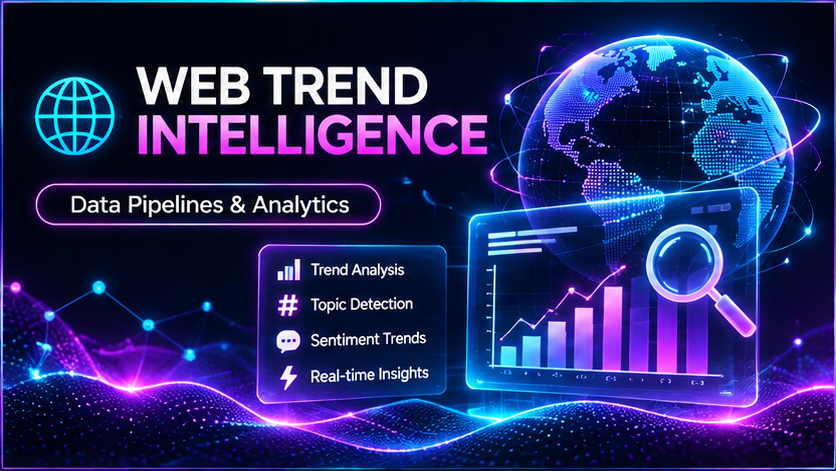 WEB TREND
INTELLIGENCE
Data Pipelines & Analytics
Trend Analysis
# Topic Detection
Sentiment Trends
Real-time Insights